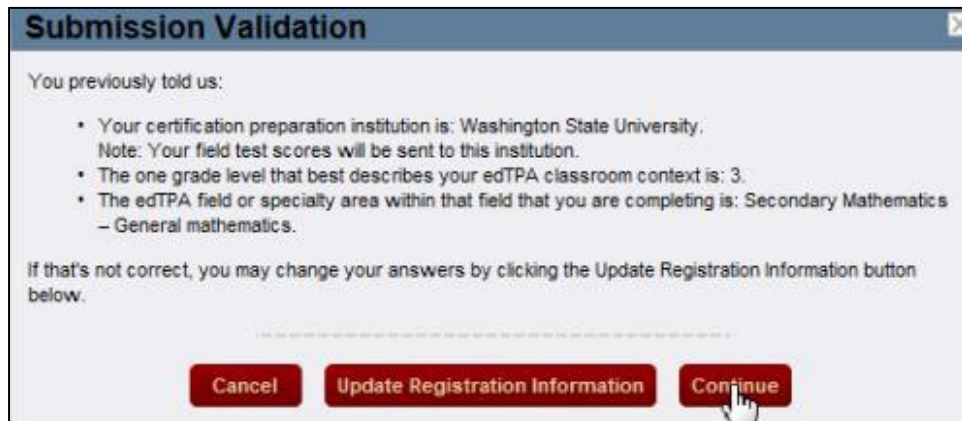 Submission Validation
You previously told us:
• Your certification preparation institution is: Washington State University.
Note: Your field test scores will be sent to this institution.
• The one grade level that best describes your edTPA classroom context is: 3.
• The edTPA field or specialty area within that field that you are completing is: Secondary Mathematics
– General mathematics.
If that's not correct, you may change your answers by clicking the Update Registration Information button
below.
Cancel Update Registration Information Continue